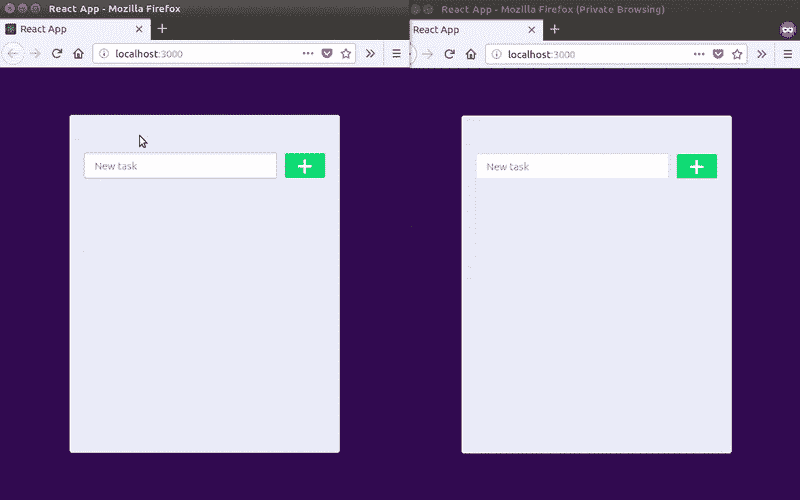 React App - Mozilla Firefox
React App
localhost:3000
New task
React App - Mozilla Firefox (Private Browsing)
React App
localhost:3000
New task